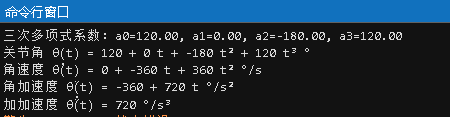 命令行窗口
三次多项式系数: a0=120.00, a1=0.00, a2=-180.00, a3=120.00
关节角 θ(t) = 120 + 0 t + -180 t² + 120 t³ °
角速度 θ̇(t) = 0 + -360 t + 360 t² °/s
角加速度 θ̈(t) = -360 + 720 t °/s²
加加速度 θ⃛(t) = 720 °/s³